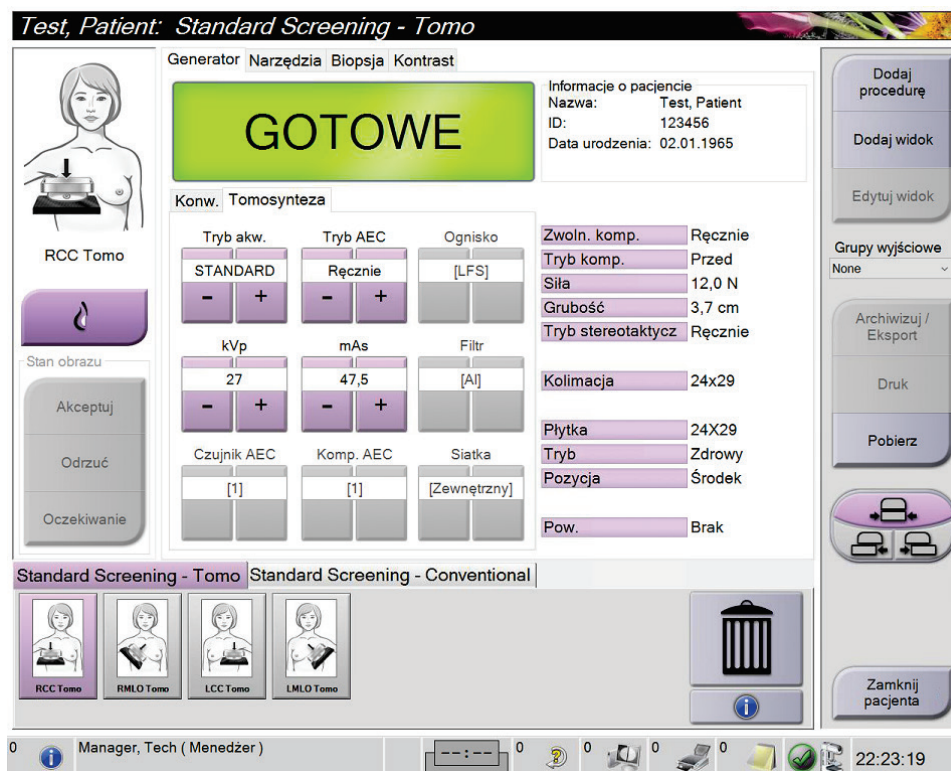 Test, Patient: Standard Screening - Tomo
Generator Narzędzia Biopsja Kontrast
GOTOWE
Informacje o pacjencie
Nazwa: Test, Patient
ID: 123456
Data urodzenia: 02.01.1965
RCC Tomo
Stan obrazu
Akceptuj
Odrzuć
Oczekiwanie
Konw. Tomosynteza
Tryb akw. Tryb AEC Ognisko
STANDARD Ręcznie [LFS]
- + - +
kVp mAs Filtr
27 47,5 [Al]
- + - +
Czujnik AEC Komp. AEC Siatka
[1] [1] [Zewnętrzny]
Zwoln. komp. Ręcznie
Tryb komp. Przed
Siła 12,0 N
Grubość 3,7 cm
Tryb stereotaktycz Ręcznie
Kolimacja 24x29
Płytka 24X29
Tryb Zdrowy
Pozycja Środek
Pow. Brak
Dodaj
procedurę
Dodaj widok
Edytuj widok
Grupy wyjściowe
None
Archiwizuj /
Eksport
Druk
Pobierz
Zamknij
pacjenta
Standard Screening - Tomo Standard Screening - Conventional
RCC Tomo RMLO Tomo LCC Tomo LMLO Tomo
0 Manager, Tech ( Menedżer ) --:-- 0 0 0 0 22:23:19